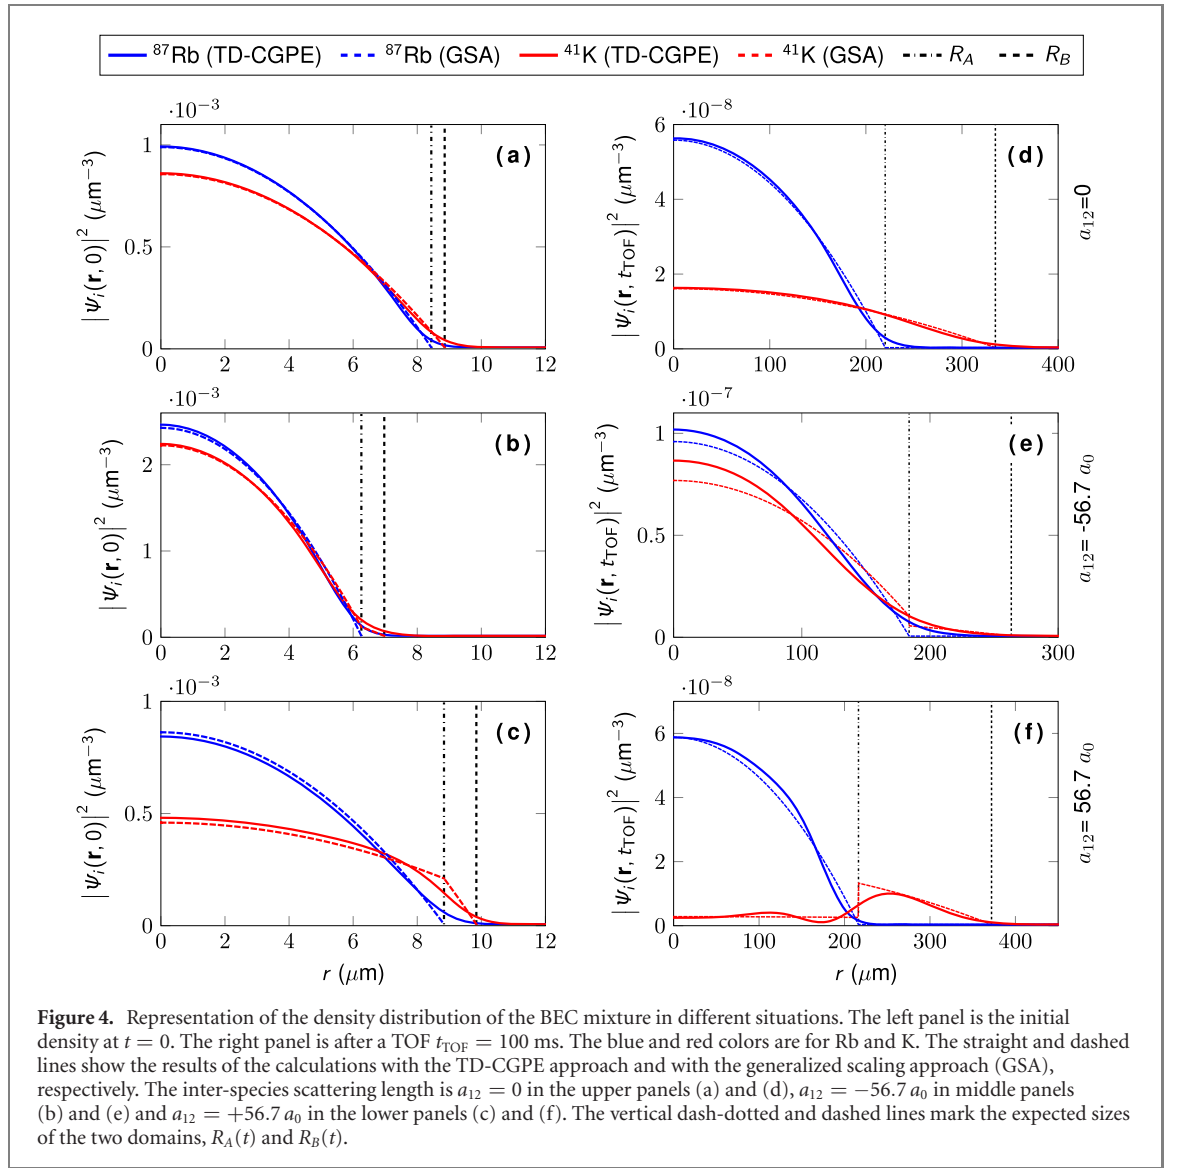 ⁸⁷Rb (TD-CGPE) ⁸⁷Rb (GSA) ⁴¹K (TD-CGPE) ⁴¹K (GSA) R_A R_B
·10⁻³
|Ψᵢ(r, 0)|² (μm⁻³)
1
0.5
0
(a)
0 2 4 6 8 10 12
·10⁻⁸
|Ψᵢ(r, t_TOF)|² (μm⁻³)
6
4
2
0
(d)
0 100 200 300 400
a₁₂=0
·10⁻³
|Ψᵢ(r, 0)|² (μm⁻³)
2
1
0
(b)
0 2 4 6 8 10 12
·10⁻⁷
|Ψᵢ(r, t_TOF)|² (μm⁻³)
1
0.5
0
(e)
0 100 200 300
a₁₂= -56.7 a₀
·10⁻³
|Ψᵢ(r, 0)|² (μm⁻³)
1
0.5
0
(c)
0 2 4 6 8 10 12
r (μm)
·10⁻⁸
|Ψᵢ(r, t_TOF)|² (μm⁻³)
6
4
2
0
(f)
0 100 200 300 400
r (μm)
a₁₂= 56.7 a₀
Figure 4. Representation of the density distribution of the BEC mixture in different situations. The left panel is the initial
density at t = 0. The right panel is after a TOF t_TOF = 100 ms. The blue and red colors are for Rb and K. The straight and dashed
lines show the results of the calculations with the TD-CGPE approach and with the generalized scaling approach (GSA),
respectively. The inter-species scattering length is a₁₂ = 0 in the upper panels (a) and (d), a₁₂ = −56.7 a₀ in middle panels
(b) and (e) and a₁₂ = +56.7 a₀ in the lower panels (c) and (f). The vertical dash-dotted and dashed lines mark the expected sizes
of the two domains, R_A(t) and R_B(t).